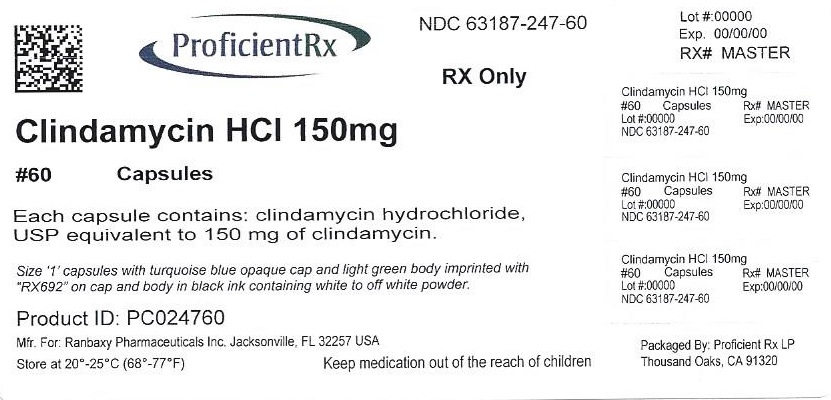 ProficientRx
NDC 63187-247-60
RX Only
Clindamycin HCl 150mg
#60 Capsules
Each capsule contains: clindamycin hydrochloride,
USP equivalent to 150 mg of clindamycin.
Size '1' capsules with turquoise blue opaque cap and light green body imprinted with
"RX692" on cap and body in black ink containing white to off white powder.
Product ID: PC024760
Mfr. For: Ranbaxy Pharmaceuticals Inc. Jacksonville, FL 32257 USA
Store at 20°-25°C (68°-77°F) Keep medication out of the reach of children
Lot #:00000
Exp. 00/00/00
RX# MASTER
Clindamycin HCl 150mg
#60 Capsules Rx# MASTER
Lot #:00000 Exp:00/00/00
NDC 63187-247-60
Clindamycin HCl 150mg
#60 Capsules Rx# MASTER
Lot #:00000 Exp:00/00/00
NDC 63187-247-60
Clindamycin HCl 150mg
#60 Capsules Rx# MASTER
Lot #:00000 Exp:00/00/00
NDC 63187-247-60
Packaged By: Proficient Rx LP
Thousand Oaks, CA 91320